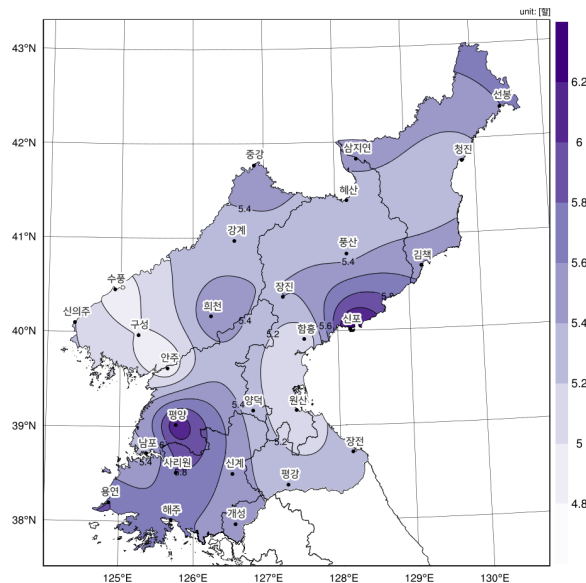 unit: [할]
43°N
42°N
41°N
40°N
39°N
38°N
125°E
126°E
127°E
128°E
129°E
130°E
6.2
6
5.8
5.6
5.4
5.2
5
4.8
선봉
삼지연
청진
중강
혜산
5.4
강계
풍산
5.4
김책
수풍
장진
희천
신의주
5.4
5.2
5.6
신포
함흥
구성
안주
양덕
원산
5.4
평양
남포
장전
사리원
5.8
5.4
신계
평강
용연
해주
개성